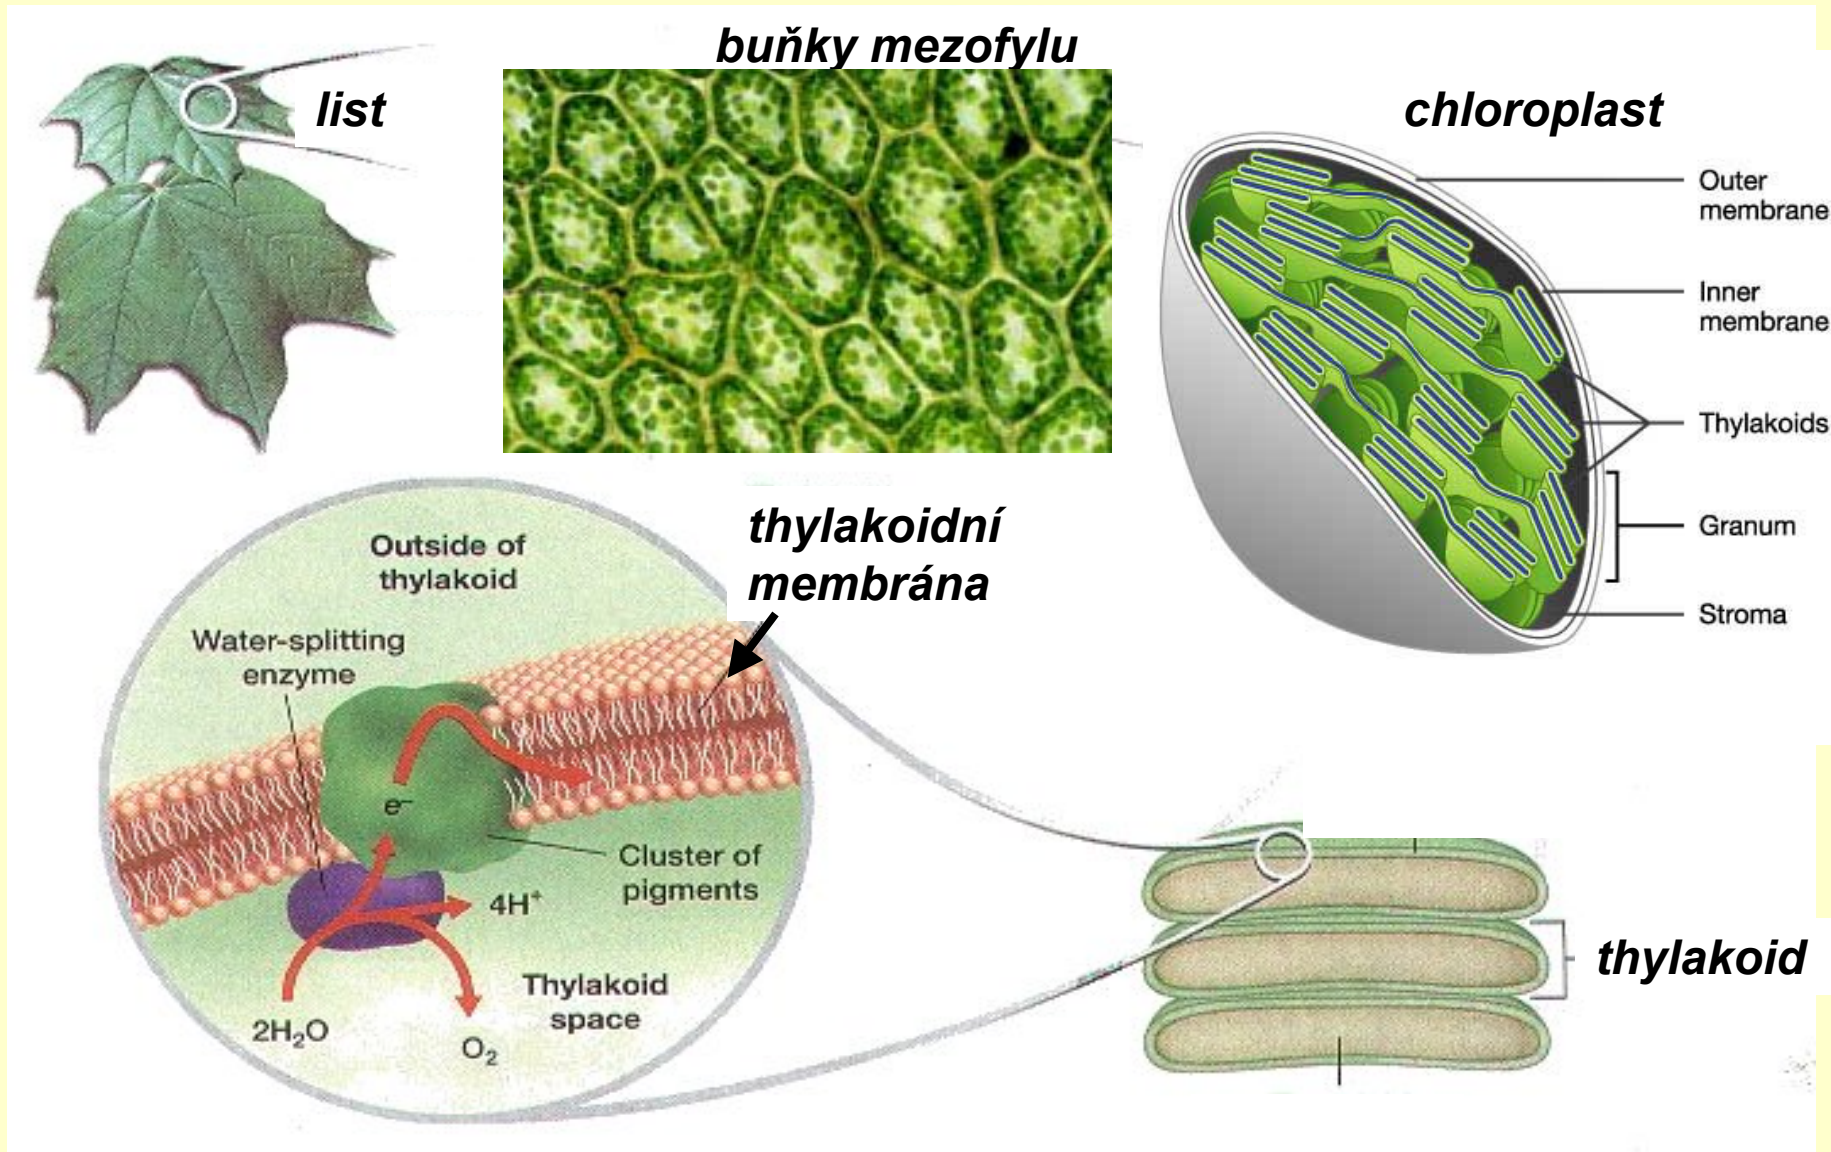 buňky mezofylu
list
chloroplast
Outer
membrane
Inner
membrane
Thylakoids
Granum
Stroma
thylakoidní
membrána
Outside of
thylakoid
Water-splitting
enzyme
e⁻
Cluster of
pigments
4H⁺
Thylakoid
space
2H₂O
O₂
thylakoid